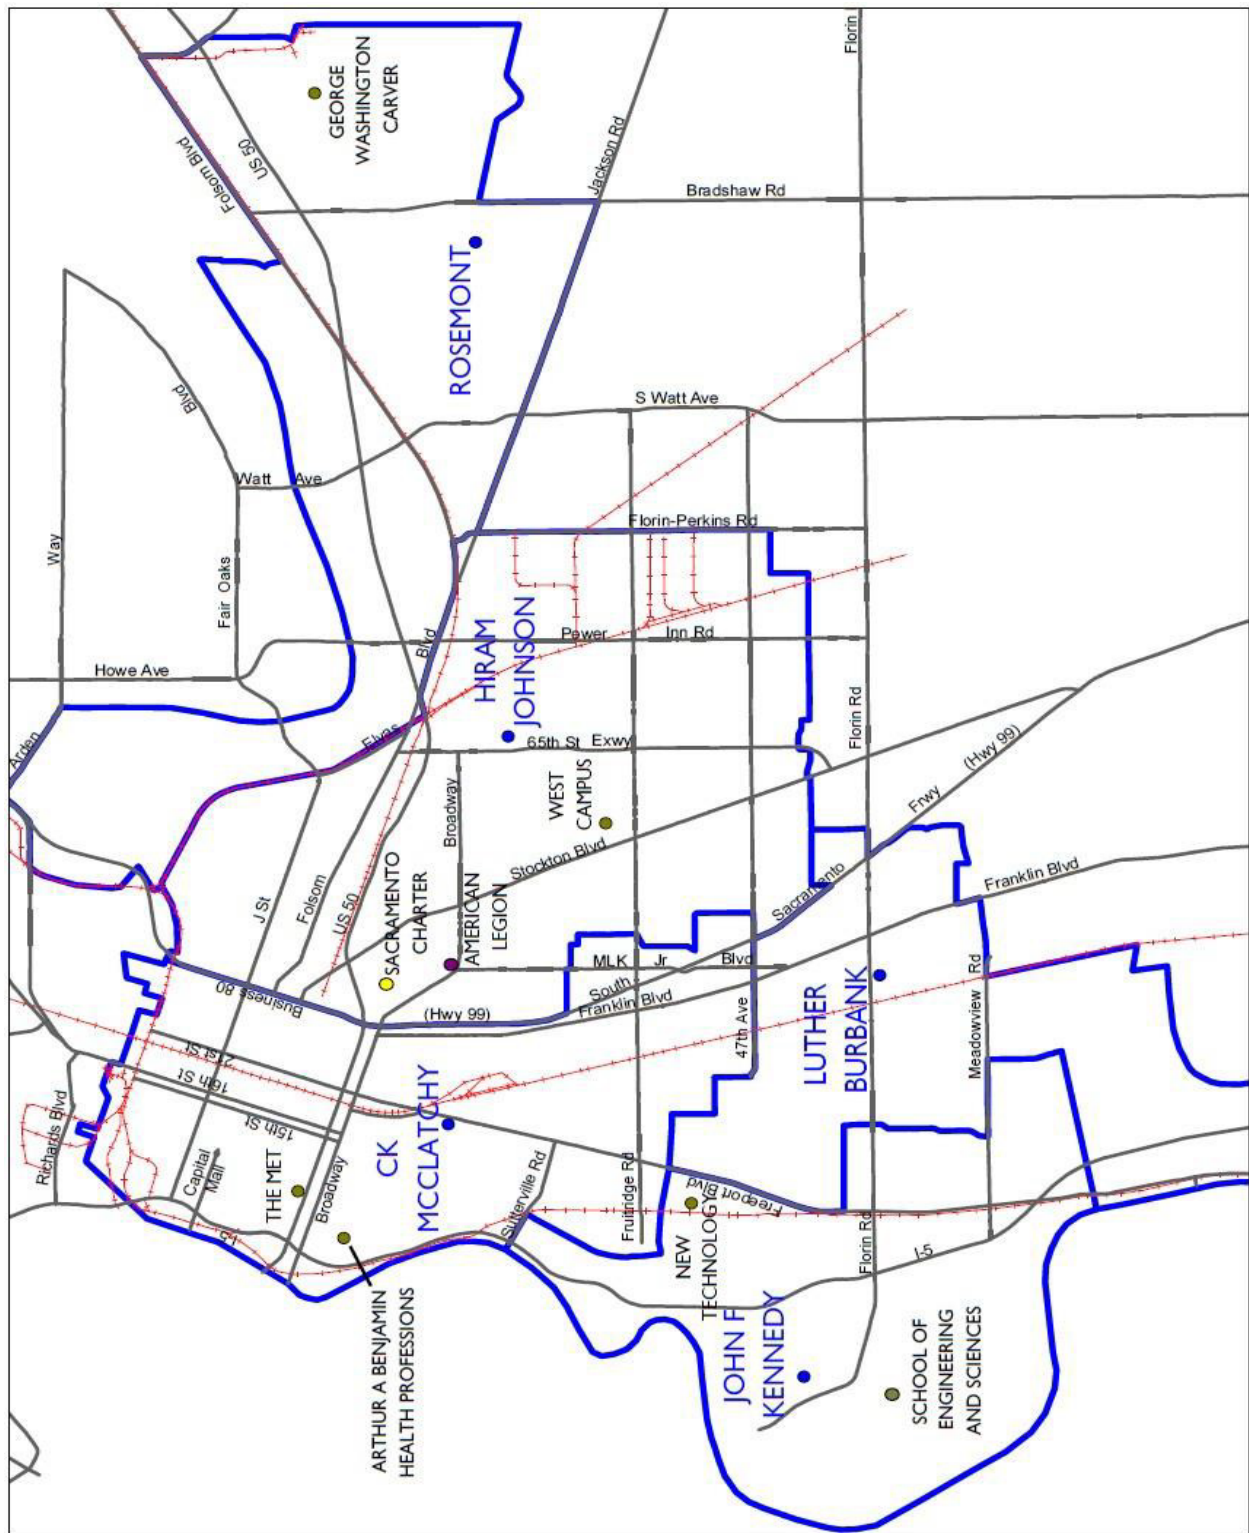 Florin
GEORGE
WASHINGTON
CARVER
US 50
Folsom Blvd
Jackson Rd
Bradshaw Rd
ROSEMONT
Blvd
S Watt Ave
Watt Ave
Way
Fair Oaks
Florin-Perkins Rd
Howe Ave
Blvd
HIRAM
JOHNSON
Power Inn Rd
Arden
Elvas
65th St Exwy
Florin Rd
(Hwy 99)
WEST
CAMPUS
Broadway
Stockton Blvd
Frwy
Sacramento
Franklin Blvd
J St
Folsom
US 50
SACRAMENTO
CHARTER
AMERICAN
LEGION
MLK Jr Blvd
South
Business 80
(Hwy 99)
Franklin Blvd
47th Ave
LUTHER
BURBANK
Meadowview Rd
21st St
16th St
15th St
Richards Blvd
Capital
Mall
THE MET
Broadway
CK
MCCLATCHY
Sutterville Rd
Fruitridge Rd
Freeport Blvd
Florin Rd
I-5
I-5
NEW
TECHNOLOGY
ARTHUR A BENJAMIN
HEALTH PROFESSIONS
JOHN F
KENNEDY
SCHOOL OF
ENGINEERING
AND SCIENCES